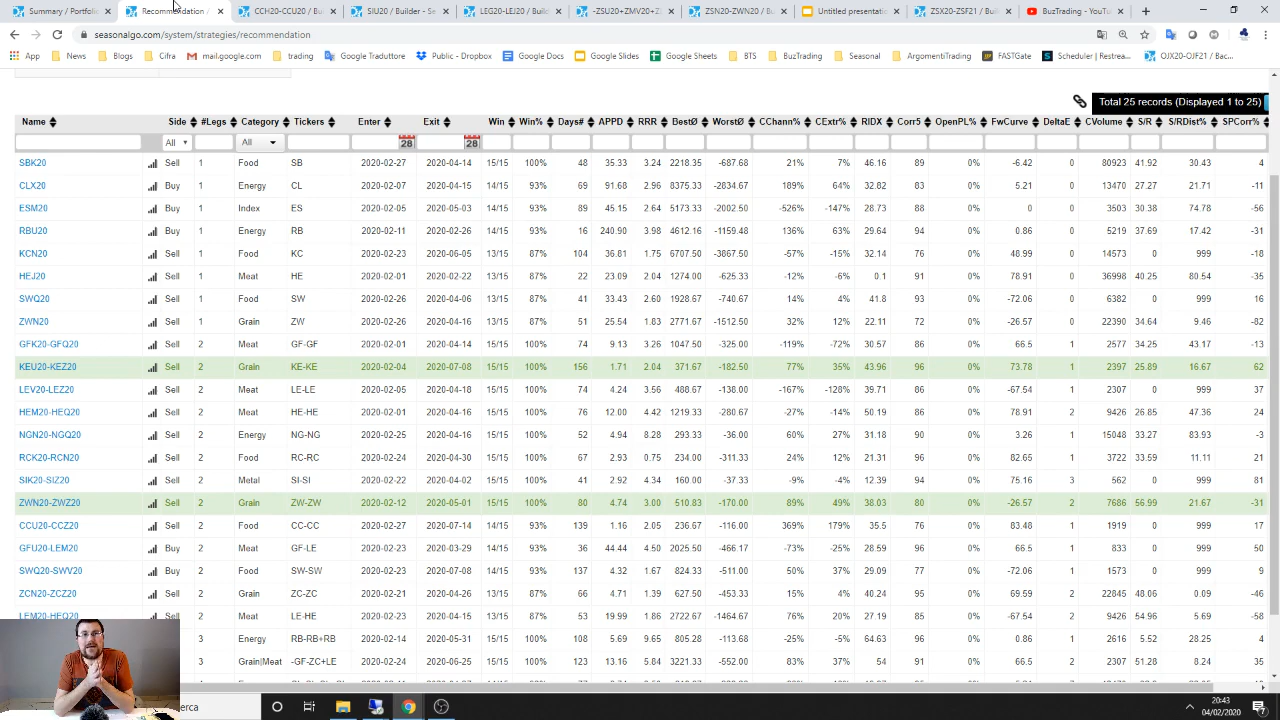 Summary / Portfolio
Recommendation /
CCH20-CCU20 / Bu
SIU20 / Builder - Se
LEG20-LEJ20 / Build
-ZSU20+ZMV20+Z
ZSN20-ZWN20 / Bu
Untitled presentatio
ZSX20-ZSF21 / Buil
BuzTrading - YouTu
seasonalgo.com/system/strategies/recommendation
App News Blogs Cifra mail.google.com trading Google Traduttore Public - Dropbox Google Docs Google Slides Google Sheets BTS BuzTrading Seasonal ArgomentiTrading FASTGate Scheduler | Restrea... OJX20-OJF21 / Bac...
Total 25 records (Displayed 1 to 25)
Name Side #Legs Category Tickers Enter Exit Win Win% Days# APPD RRR BestØ WorstØ CChann% CExtr% RIDX Corr5 OpenPL% FwCurve DeltaE CVolume S/R S/RDist% SPCorr%
All All 28 28
SBK20 Sell 1 Food SB 2020-02-27 2020-04-14 15/15 100% 48 35.33 3.24 2218.35 -687.68 21% 7% 46.16 89 0% -6.42 0 80923 41.92 30.43 4
CLX20 Buy 1 Energy CL 2020-02-07 2020-04-15 14/15 93% 69 91.68 2.96 8375.33 -2834.67 189% 64% 32.82 83 0% 5.21 0 13470 27.27 21.71 -11
ESM20 Buy 1 Index ES 2020-02-05 2020-05-03 14/15 93% 89 45.15 2.64 5173.33 -2002.50 -526% -147% 28.73 88 0% 0 0 3503 30.38 74.78 -56
RBU20 Buy 1 Energy RB 2020-02-11 2020-02-26 14/15 93% 16 240.90 3.98 4612.16 -1159.48 136% 63% 29.64 94 0% 0.86 0 5219 37.69 17.42 -31
KCN20 Sell 1 Food KC 2020-02-23 2020-06-05 13/15 87% 104 36.81 1.75 6707.50 -3867.50 -57% -15% 32.14 76 0% 48.99 0 14573 0 999 -18
HEJ20 Sell 1 Meat HE 2020-02-01 2020-02-22 13/15 87% 22 23.09 2.04 1274.00 -625.33 -12% -6% 0.1 91 0% 78.91 0 36998 40.25 80.54 -35
SWQ20 Sell 1 Food SW 2020-02-26 2020-04-06 13/15 87% 41 33.43 2.60 1928.67 -740.67 14% 4% 41.8 93 0% -72.06 0 6382 0 999 16
ZWN20 Sell 1 Grain ZW 2020-02-26 2020-04-16 13/15 87% 51 25.54 1.83 2771.67 -1512.50 32% 12% 22.11 72 0% -26.57 0 22390 34.64 9.46 -82
GFK20-GFQ20 Sell 2 Meat GF-GF 2020-02-02 2020-04-15 15/15 100% 74 9.13 3.26 1047.50 -325.00 -119% -72% 30.57 86 0% 66.5 2 2577 34.25 43.17 -13
KEU20-KEZ20 Sell 2 Grain KE-KE 2020-02-04 2020-07-08 15/15 100% 156 1.71 2.04 371.67 -182.50 77% 35% 43.96 96 0% 73.78 1 2397 25.89 16.67 62
LEV20-LEZ20 Sell 2 Meat LE-LE 2020-02-01 2020-04-14 15/15 100% 74 4.24 3.56 488.67 -138.00 -167% -128% 39.71 86 0% -67.54 2 2507 0 999 37
HEM20-HEQ20 Sell 2 Meat HE-HE 2020-02-01 2020-04-16 15/15 100% 76 12.00 4.42 1219.33 -280.67 -27% -14% 50.19 86 0% 78.91 2 9426 26.85 47.36 24
NGN20-NGQ20 Sell 2 Energy NG-NG 2020-02-25 2020-04-16 15/15 100% 52 4.94 8.28 293.33 -36.00 60% 27% 31.18 90 0% 3.26 1 15048 33.27 83.93 -3
RCK20-RCN20 Sell 2 Food RC-RC 2020-02-24 2020-04-30 15/15 100% 67 2.93 0.75 234.00 -311.33 24% 12% 21.31 96 0% 82.65 1 3722 33.59 11.11 21
SIK20-SIZ20 Sell 2 Metal SI-SI 2020-02-22 2020-04-02 15/15 100% 41 2.92 4.34 160.00 -37.33 -9% -4% 12.39 94 0% 75.16 3 562 0 999 81
ZWN20-ZWZ20 Sell 2 Grain ZW-ZW 2020-02-12 2020-05-01 15/15 100% 80 4.74 3.00 510.83 -170.00 89% 49% 38.03 80 0% -26.57 1 7686 56.99 21.67 -31
CCU20-CCZ20 Sell 2 Food CC-CC 2020-02-27 2020-07-14 14/15 93% 139 1.16 2.05 236.67 -116.00 369% 179% 35.5 76 0% 83.48 1 1919 0 999 17
GFU20-LEM20 Buy 2 Meat GF-LE 2020-02-23 2020-03-29 14/15 93% 36 44.44 4.50 2025.50 -466.17 -73% -25% 28.59 88 0% 66.5 1 833 0 999 50
SWQ20-SWV20 Buy 2 Food SW-SW 2020-02-23 2020-07-08 14/15 93% 137 4.32 1.67 824.33 -511.00 50% 37% 29.09 77 0% -72.06 1 1573 0 999 9
ZCN20-ZCZ20 Sell 2 Grain ZC-ZC 2020-02-21 2020-04-26 13/15 87% 66 4.71 1.39 627.50 -453.33 15% 4% 40.24 95 0% 69.59 2 22845 48.06 0.09 -46
LEM20-HEQ20 Sell 2 Meat LE-HE 2020-02-10 2020-04-02 13/15 87% 53 19.99 1.86 2722.67 -1464.67 76% 20% 27.19 85 0% -67.54 2 9426 54.96 5.69 -58
3 Energy RB-RB+RB 2020-02-14 2020-05-31 15/15 100% 108 5.69 9.65 805.28 -113.68 -25% -5% 64.63 96 0% 0.86 1 2616 5.52 28.25 4
3 Grain|Meat -GF-ZC+LE 2020-02-24 2020-06-25 15/15 100% 123 13.16 5.84 3221.33 -552.00 83% 37% 54 91 0% 66.5 1 2307 51.28 8.24 35
erca
20:43
04/02/2020